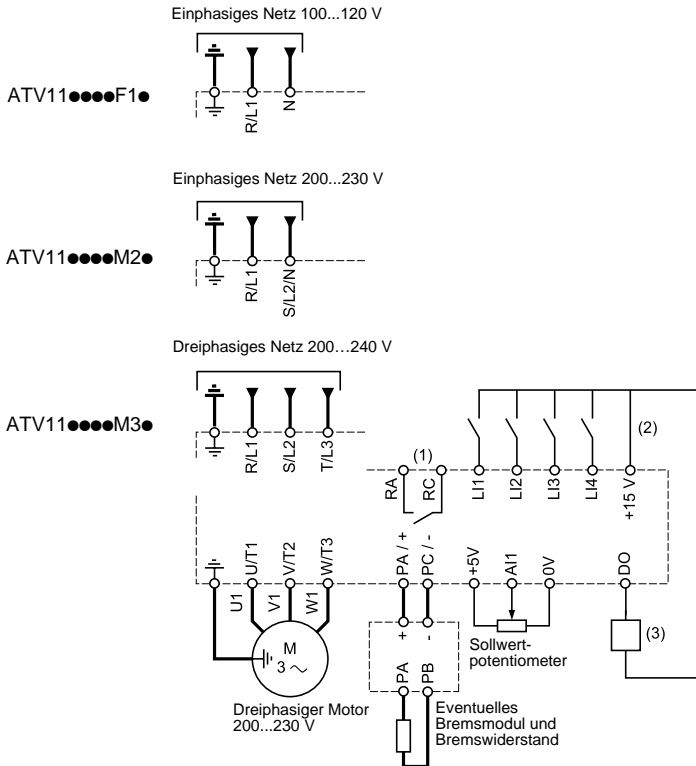 Einphasiges Netz 100...120 V
ATV11●●●●F1●
R/L1
N
Einphasiges Netz 200...230 V
ATV11●●●●M2●
R/L1
S/L2/N
Dreiphasiges Netz 200...240 V
ATV11●●●●M3●
R/L1
S/L2
T/L3
(1)
(2)
RA
RC
LI1
LI2
LI3
LI4
+15 V
U/T1
V/T2
W/T3
PA / +
PC / -
+5V
AI1
0V
DO
U1
V1
W1
M
3 ~
+
-
(3)
Sollwert-
potentiometer
PA
PB
Dreiphasiger Motor
200...230 V
Eventuelles
Bremsmodul und
Bremswiderstand